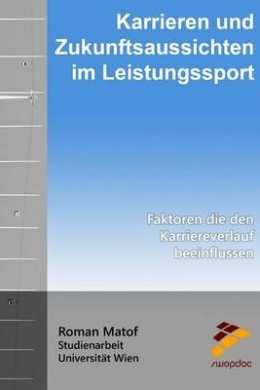 Karrieren und
Zukunftsaussichten
im Leistungssport
Faktoren die den
Karriereverlauf
beeinflussen
Roman Matof
Studienarbeit
Universität Wien
swopdoc